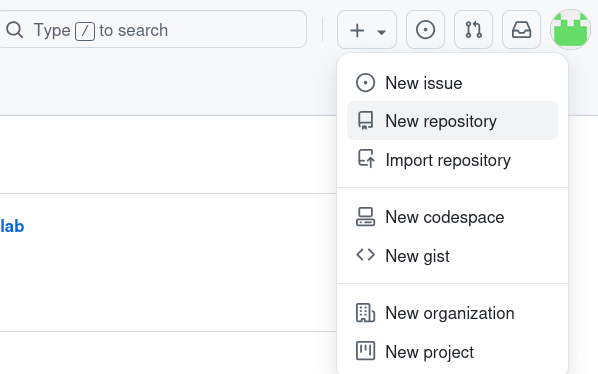 Type / to search
New issue
New repository
Import repository
lab
New codespace
New gist
New organization
New project